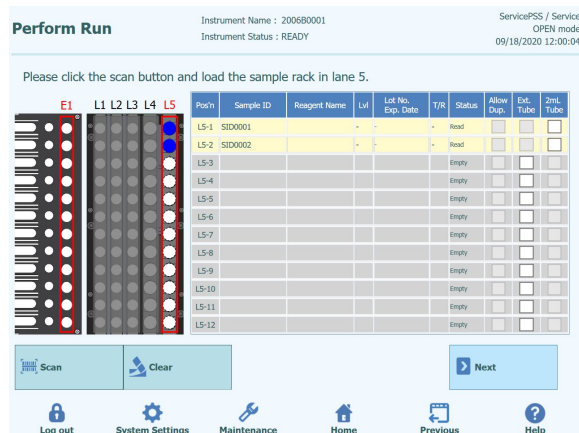 Perform Run
Instrument Name : 2006B0001
Instrument Status : READY
ServicePSS / Service
OPEN mode
09/18/2020 12:00:04
Please click the scan button and load the sample rack in lane 5.
E1 L1 L2 L3 L4 L5
Pos'n Sample ID Reagent Name Lvl Lot No. Exp. Date T/R Status Allow Dup. Ext. Tube 2mL Tube
L5-1 SID0001 - - - Read
L5-2 SID0002 - - - Read
L5-3 Empty
L5-4 Empty
L5-5 Empty
L5-6 Empty
L5-7 Empty
L5-8 Empty
L5-9 Empty
L5-10 Empty
L5-11 Empty
L5-12 Empty
Scan Clear Next
Log out System Settings Maintenance Home Previous Help